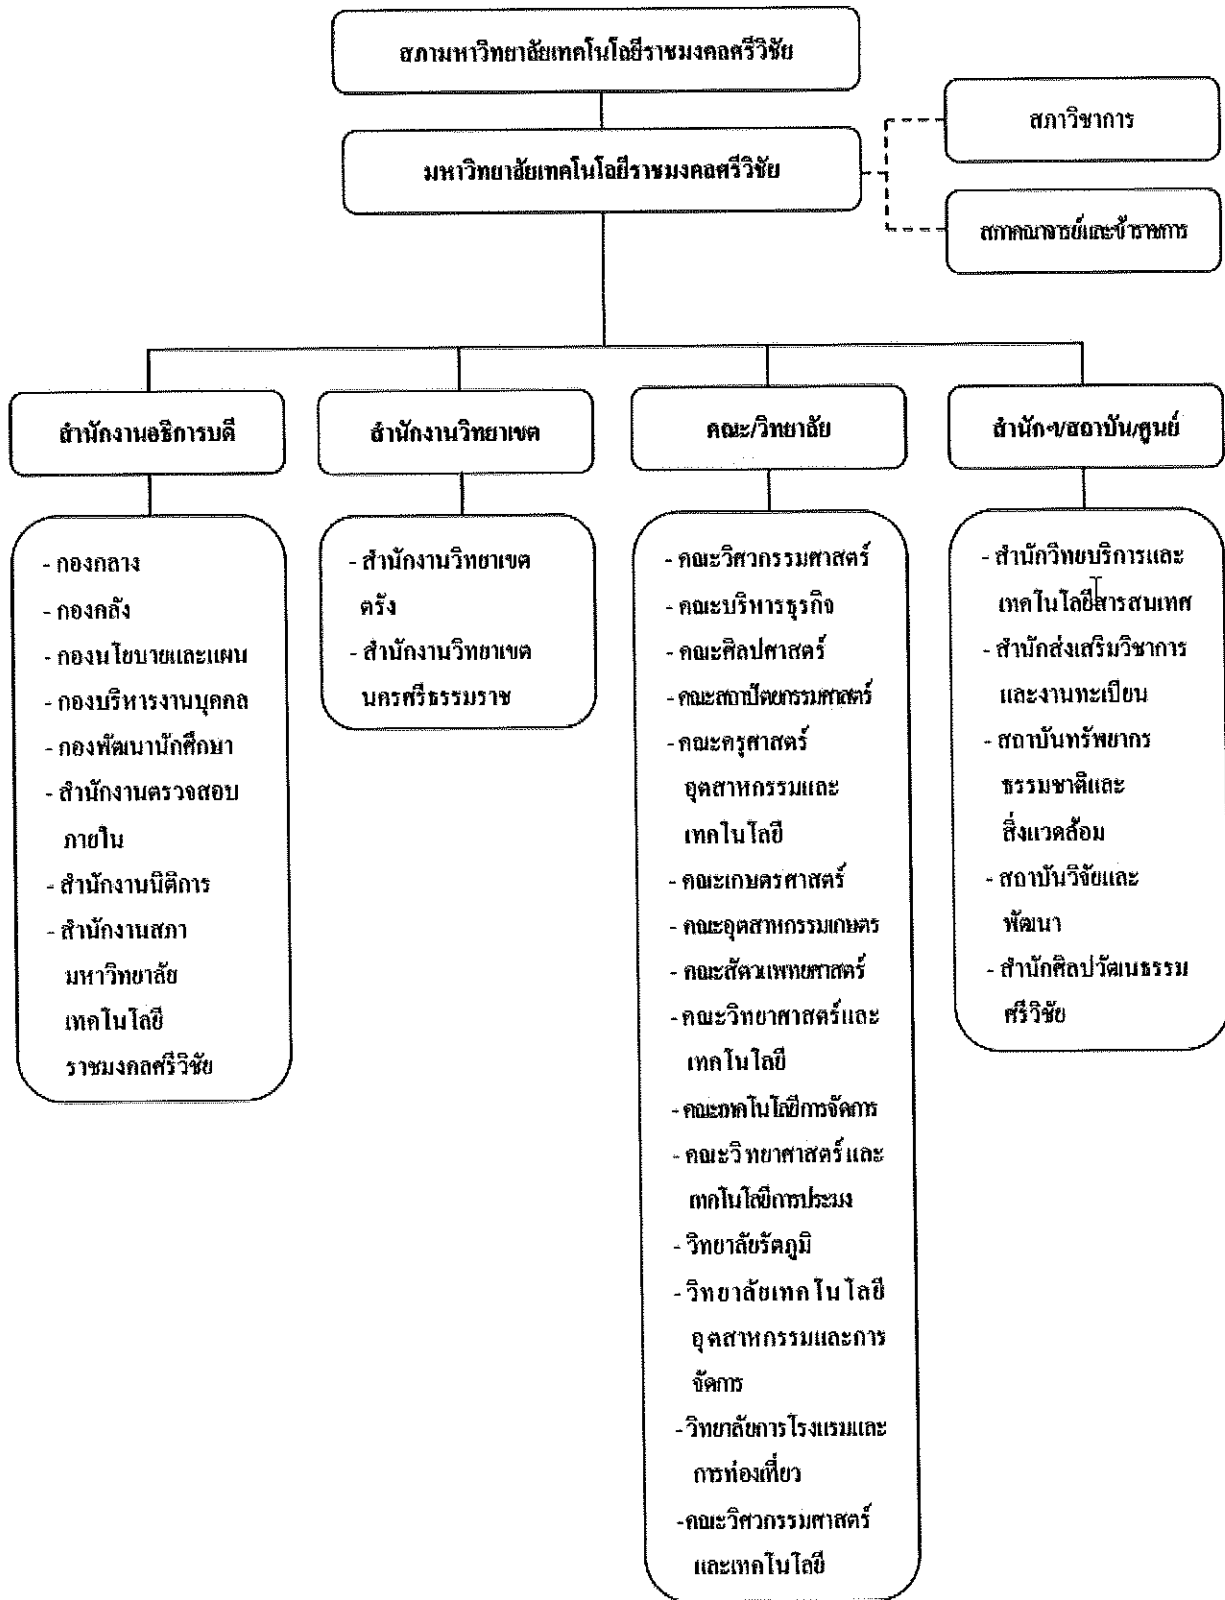 สภามหาวิทยาลัยเทคโนโลยีราชมงคลศรีวิชัย
มหาวิทยาลัยเทคโนโลยีราชมงคลศรีวิชัย
สภาวิชาการ
สภาคณาจารย์และข้าราชการ
สำนักงานอธิการบดี
- กองกลาง
- กองคลัง
- กองนโยบายและแผน
- กองบริหารงานบุคคล
- กองพัฒนานักศึกษา
- สำนักงานตรวจสอบ
ภายใน
- สำนักงานนิติการ
- สำนักงานสภา
มหาวิทยาลัย
เทคโนโลยี
ราชมงคลศรีวิชัย
สำนักงานวิทยาเขต
- สำนักงานวิทยาเขต
ตรัง
- สำนักงานวิทยาเขต
นครศรีธรรมราช
คณะ/วิทยาลัย
- คณะวิศวกรรมศาสตร์
- คณะบริหารธุรกิจ
- คณะศิลปศาสตร์
- คณะสถาปัตยกรรมศาสตร์
- คณะครุศาสตร์
อุตสาหกรรมและ
เทคโนโลยี
- คณะเกษตรศาสตร์
- คณะอุตสาหกรรมเกษตร
- คณะสัตวแพทยศาสตร์
- คณะวิทยาศาสตร์และ
เทคโนโลยี
- คณะเทคโนโลยีการจัดการ
- คณะวิทยาศาสตร์และ
เทคโนโลยีการประมง
- วิทยาลัยรัตภูมิ
- วิทยาลัยเทคโนโลยี
อุตสาหกรรมและการ
จัดการ
- วิทยาลัยการโรงแรมและ
การท่องเที่ยว
- คณะวิศวกรรมศาสตร์
และเทคโนโลยี
สำนักฯ/สถาบัน/ศูนย์
- สำนักวิทยบริการและ
เทคโนโลยีสารสนเทศ
- สำนักส่งเสริมวิชาการ
และงานทะเบียน
- สถาบันทรัพยากร
ธรรมชาติและ
สิ่งแวดล้อม
- สถาบันวิจัยและ
พัฒนา
- สำนักศิลปวัฒนธรรม
ศรีวิชัย